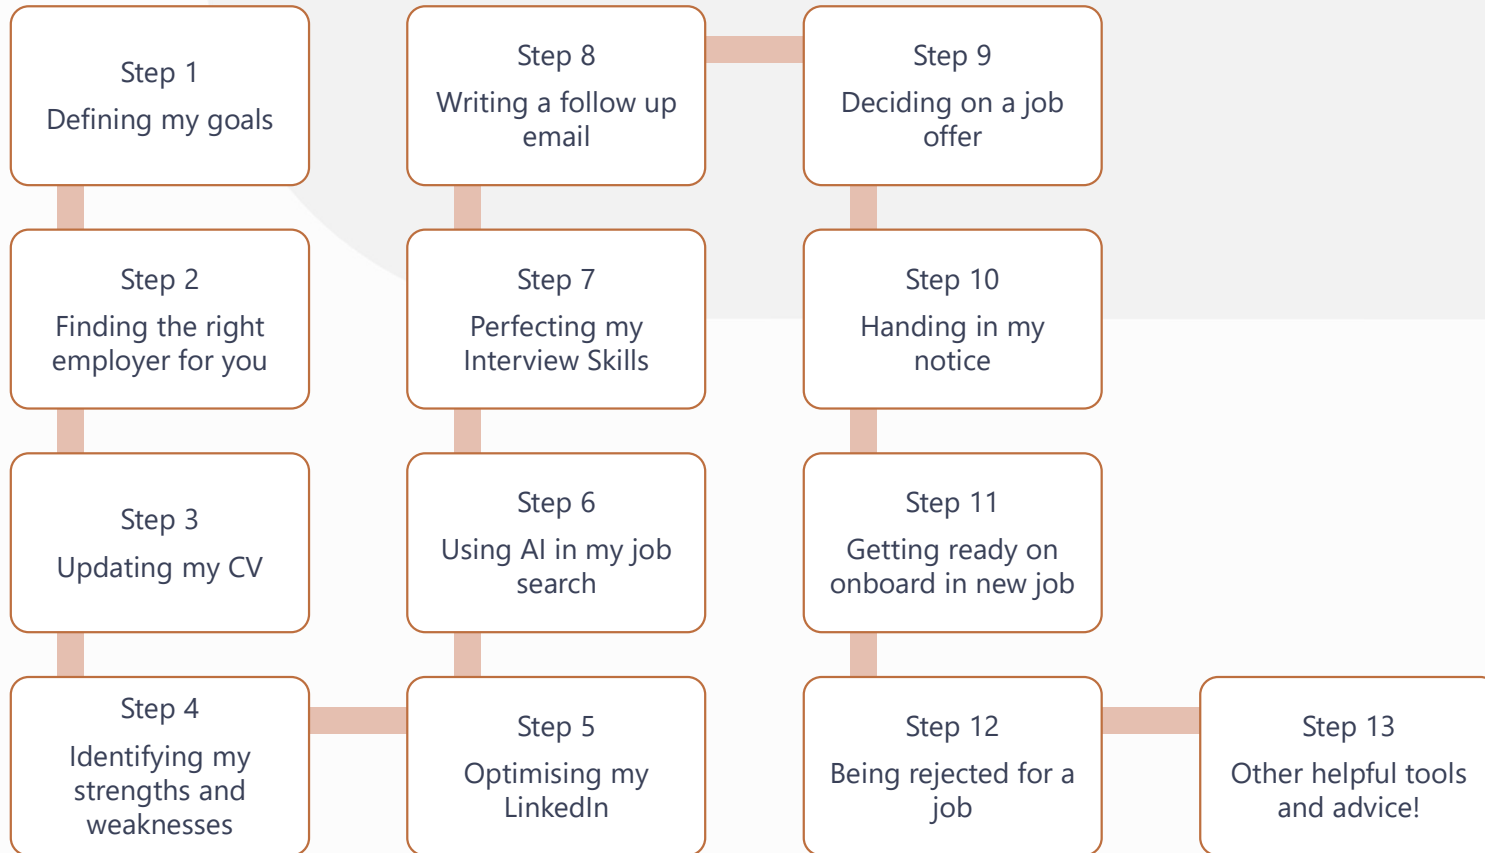 Step 1
Defining my goals
Step 2
Finding the right
employer for you
Step 3
Updating my CV
Step 4
Identifying my
strengths and
weaknesses
Step 5
Optimising my
LinkedIn
Step 6
Using AI in my job
search
Step 7
Perfecting my
Interview Skills
Step 8
Writing a follow up
email
Step 9
Deciding on a job
offer
Step 10
Handing in my
notice
Step 11
Getting ready on
onboard in new job
Step 12
Being rejected for a
job
Step 13
Other helpful tools
and advice!